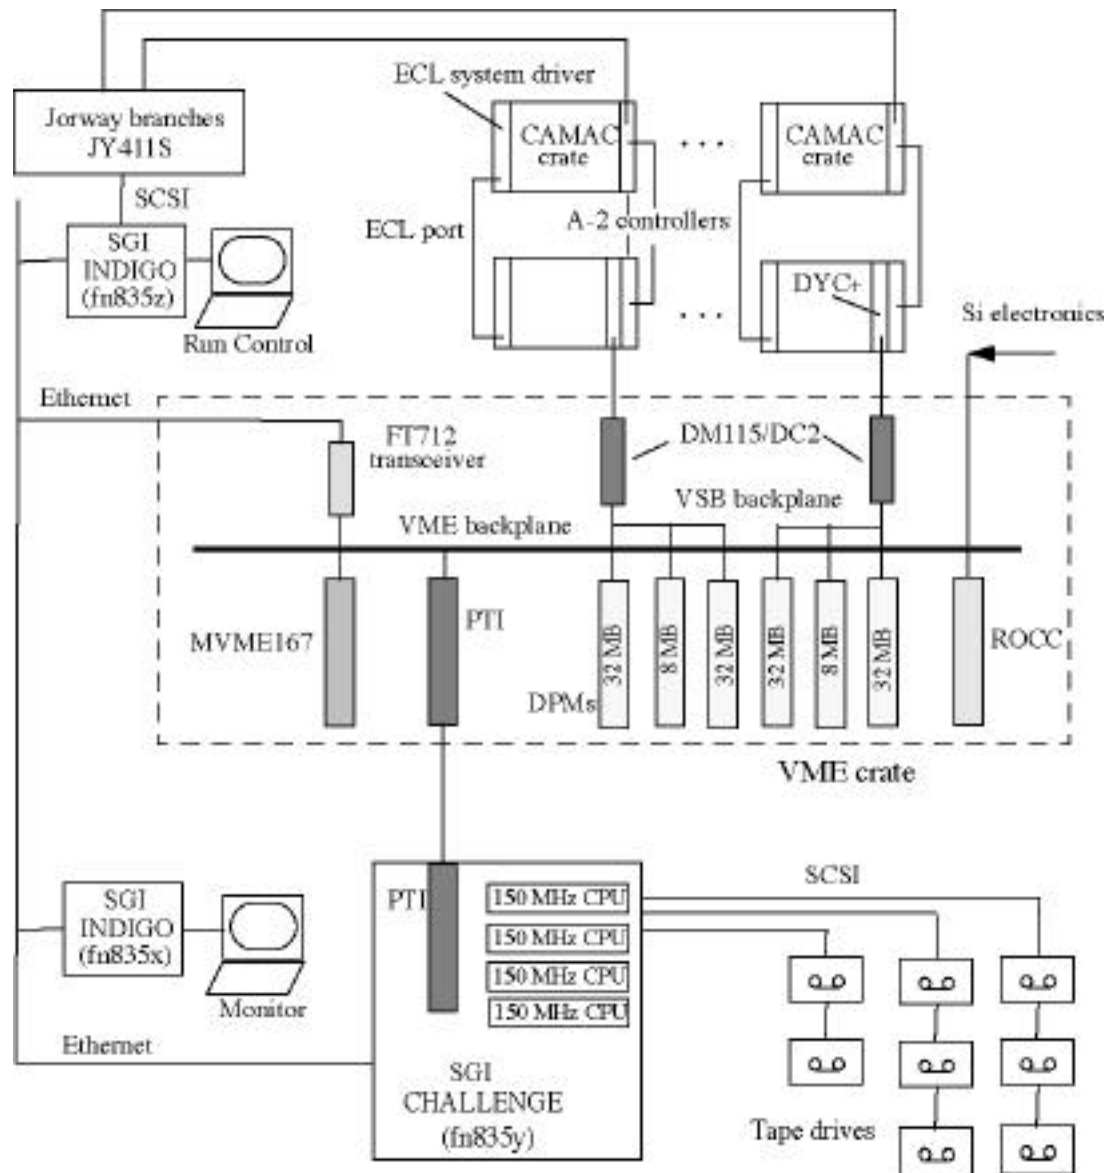 ECL system driver
Jorway branches
JY411S
CAMAC
crate
CAMAC
crate
SCSI
ECL port
A-2 controllers
SGI
INDIGO
(fn835z)
Run Control
DYC+
Si electronics
Ethernet
FT712
transceiver
DM115/DC2
VSB backplane
VME backplane
MVME167
PTI
DPMs
32 MB
8 MB
32 MB
32 MB
8 MB
32 MB
ROCC
VME crate
SGI
INDIGO
(fn835x)
Monitor
PTI
150 MHz CPU
150 MHz CPU
150 MHz CPU
150 MHz CPU
SCSI
Ethernet
SGI
CHALLENGE
(fn835y)
Tape drives